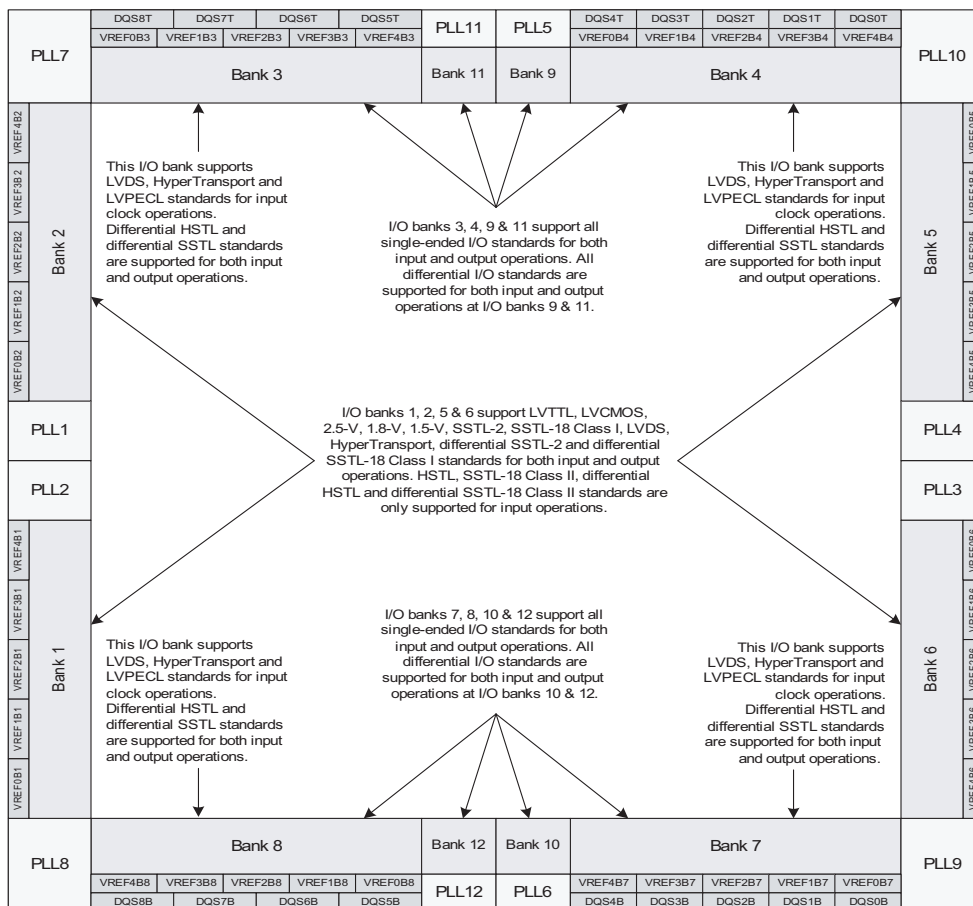 DQS8T DQS7T DQS6T DQS5T
PLL11 PLL5
DQS4T DQS3T DQS2T DQS1T DQS0T
VREF0B3 VREF1B3 VREF2B3 VREF3B3 VREF4B3
VREF0B4 VREF1B4 VREF2B4 VREF3B4 VREF4B4
PLL7
PLL10
Bank 3
Bank 11
Bank 9
Bank 4
VREF4B2
VREF3B2
VREF2B2
VREF1B2
VREF0B2
Bank 2
This I/O bank supports
LVDS, HyperTransport and
LVPECL standards for input
clock operations.
Differential HSTL and
differential SSTL standards
are supported for both input
and output operations.
I/O banks 3, 4, 9 & 11 support all
single-ended I/O standards for both
input and output operations. All
differential I/O standards are
supported for both input and output
operations at I/O banks 9 & 11.
This I/O bank supports
LVDS, HyperTransport and
LVPECL standards for input
clock operations.
Differential HSTL and
differential SSTL standards
are supported for both input
and output operations.
Bank 5
VREF0B5
VREF1B5
VREF2B5
VREF3B5
VREF4B5
PLL1
PLL2
I/O banks 1, 2, 5 & 6 support LVTTL, LVCMOS,
2.5-V, 1.8-V, 1.5-V, SSTL-2, SSTL-18 Class I, LVDS,
HyperTransport, differential SSTL-2 and differential
SSTL-18 Class I standards for both input and output
operations. HSTL, SSTL-18 Class II, differential
HSTL and differential SSTL-18 Class II standards are
only supported for input operations.
PLL4
PLL3
VREF4B1
VREF3B1
VREF2B1
VREF1B1
VREF0B1
Bank 1
This I/O bank supports
LVDS, HyperTransport and
LVPECL standards for input
clock operations.
Differential HSTL and
differential SSTL standards
are supported for both input
and output operations.
I/O banks 7, 8, 10 & 12 support all
single-ended I/O standards for both
input and output operations. All
differential I/O standards are
supported for both input and output
operations at I/O banks 10 & 12.
This I/O bank supports
LVDS, HyperTransport and
LVPECL standards for input
clock operations.
Differential HSTL and
differential SSTL standards
are supported for both input
and output operations.
Bank 6
VREF0B6
VREF1B6
VREF2B6
VREF3B6
VREF4B6
PLL8
Bank 8
Bank 12
Bank 10
Bank 7
PLL9
VREF4B8 VREF3B8 VREF2B8 VREF1B8 VREF0B8
PLL12 PLL6
VREF4B7 VREF3B7 VREF2B7 VREF1B7 VREF0B7
DQS8B DQS7B DQS6B DQS5B
DQS4B DQS3B DQS2B DQS1B DQS0B